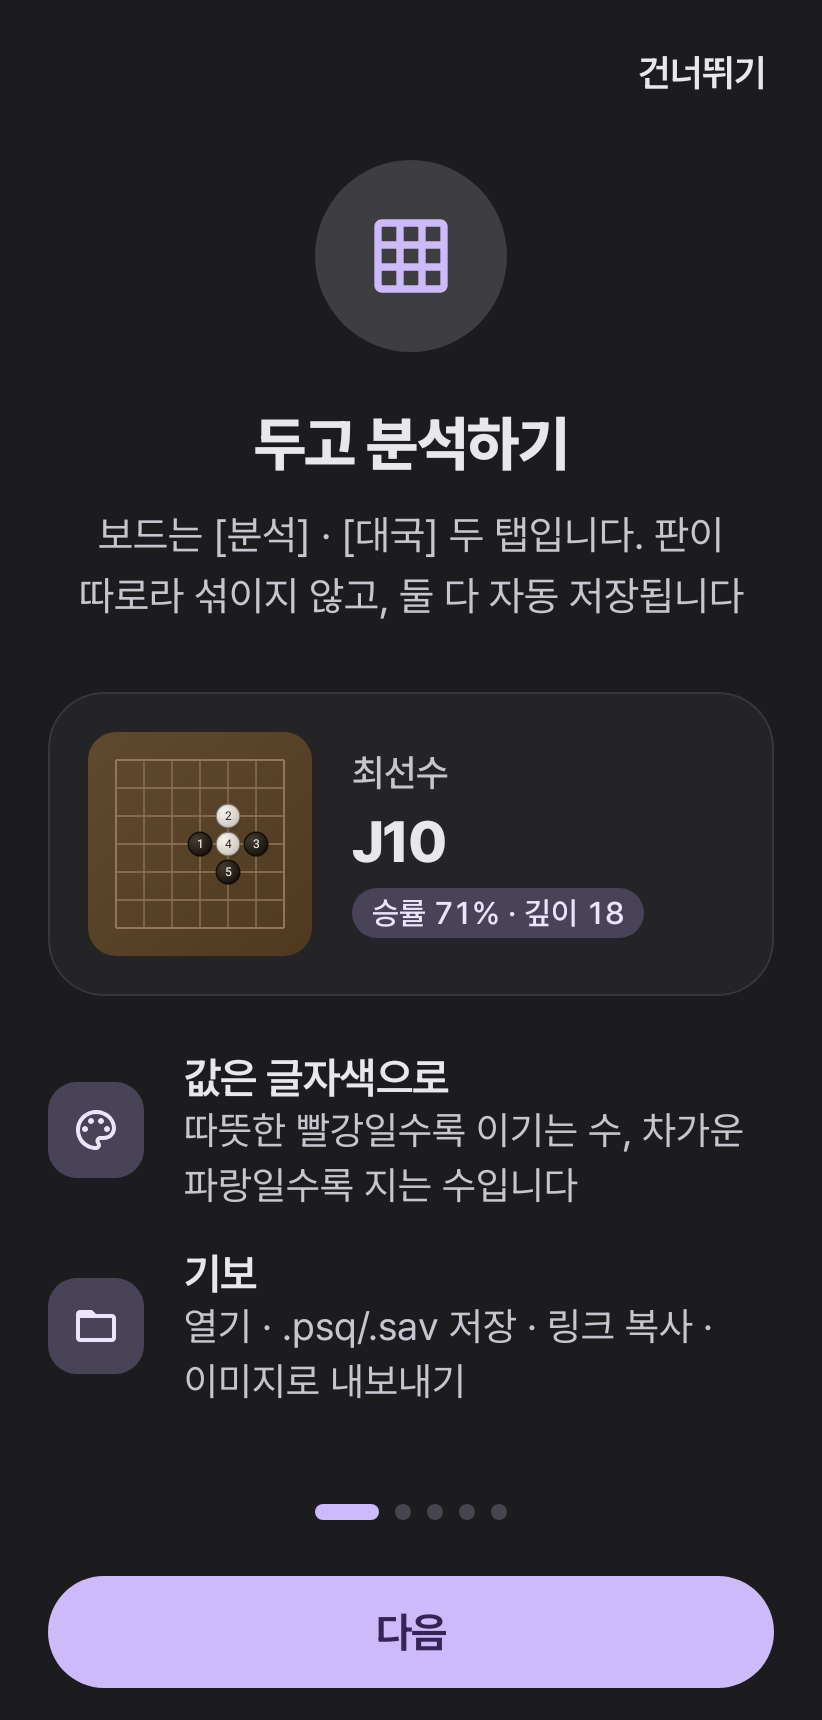 건너뛰기
두고 분석하기
보드는 [분석] · [대국] 두 탭입니다. 판이
따로라 섞이지 않고, 둘 다 자동 저장됩니다
최선수
J10
승률 71% · 깊이 18
2
1 4 3
5
값은 글자색으로
따뜻한 빨강일수록 이기는 수, 차가운
파랑일수록 지는 수입니다
기보
열기 · .psq/.sav 저장 · 링크 복사 ·
이미지로 내보내기
다음